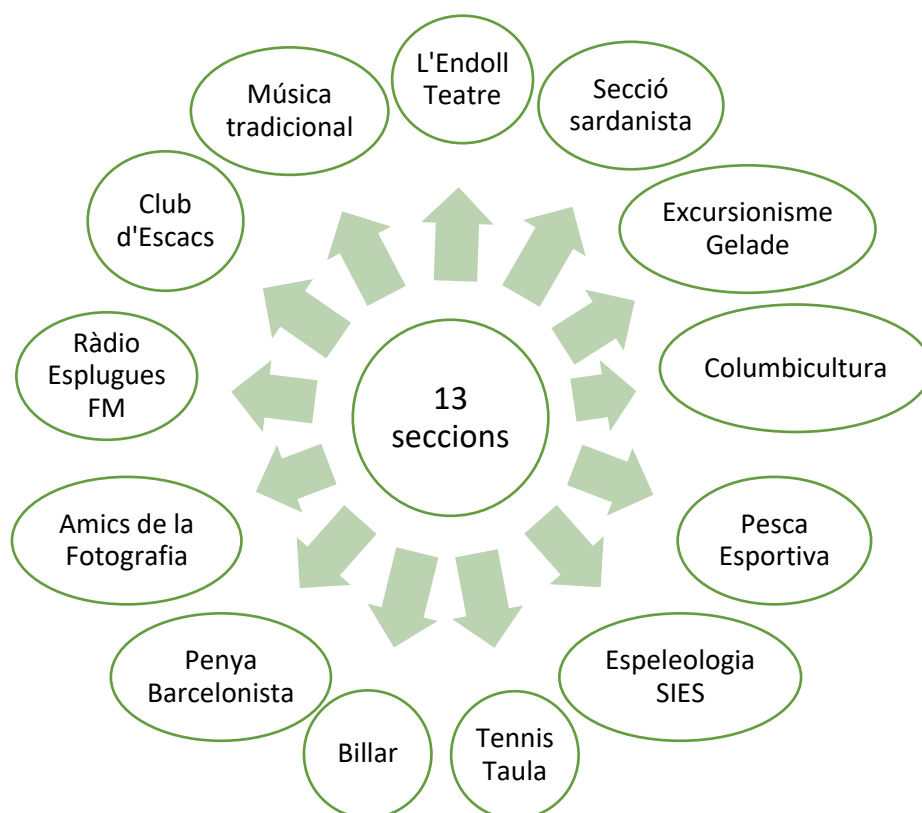 L'Endoll
Teatre
Secció
sardanista
Excursionisme
Gelade
Columbicultura
Pesca
Esportiva
Espeleologia
SIES
Tennis
Taula
Billar
Penya
Barcelonista
Amics de la
Fotografia
Ràdio
Esplugues
FM
Club
d'Escacs
Música
tradicional
13
seccions